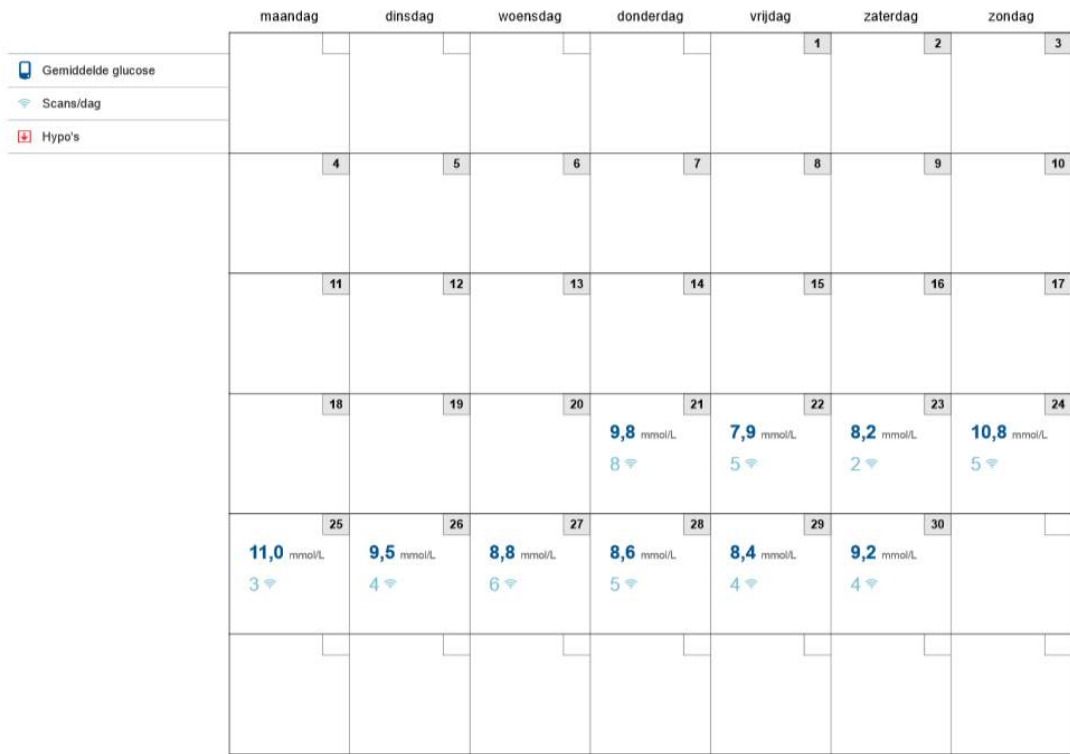 maandag dinsdag woensdag donderdag vrijdag zaterdag zondag
Gemiddelde glucose
Scans/dag
Hypo's
1 2 3
4 5 6 7 8 9 10
11 12 13 14 15 16 17
18 19 20 21 22 23 24
9,8 mmol/L 7,9 mmol/L 8,2 mmol/L 10,8 mmol/L
8 5 2 5
25 26 27 28 29 30
11,0 mmol/L 9,5 mmol/L 8,8 mmol/L 8,6 mmol/L 8,4 mmol/L 9,2 mmol/L
3 4 6 5 4 4